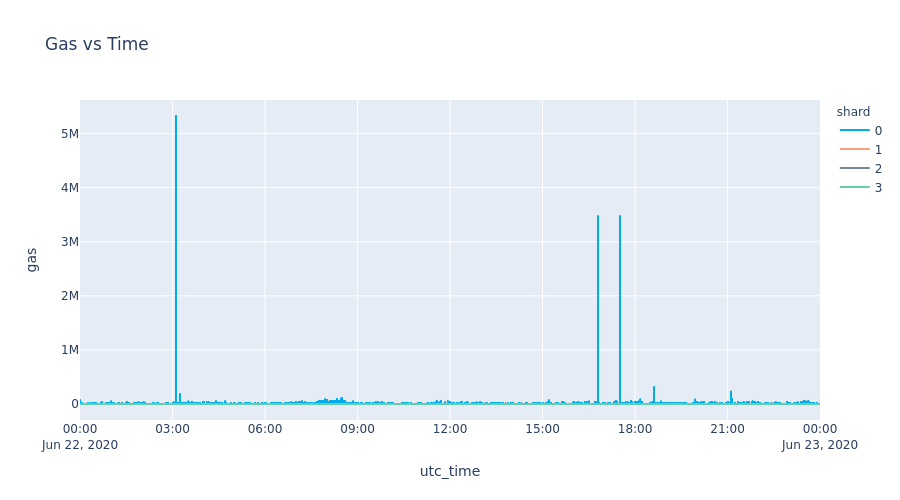 Gas vs Time
shard
0
1
2
3
5M
4M
3M
2M
1M
0
gas
00:00 03:00 06:00 09:00 12:00 15:00 18:00 21:00 00:00
Jun 22, 2020 Jun 23, 2020
utc_time